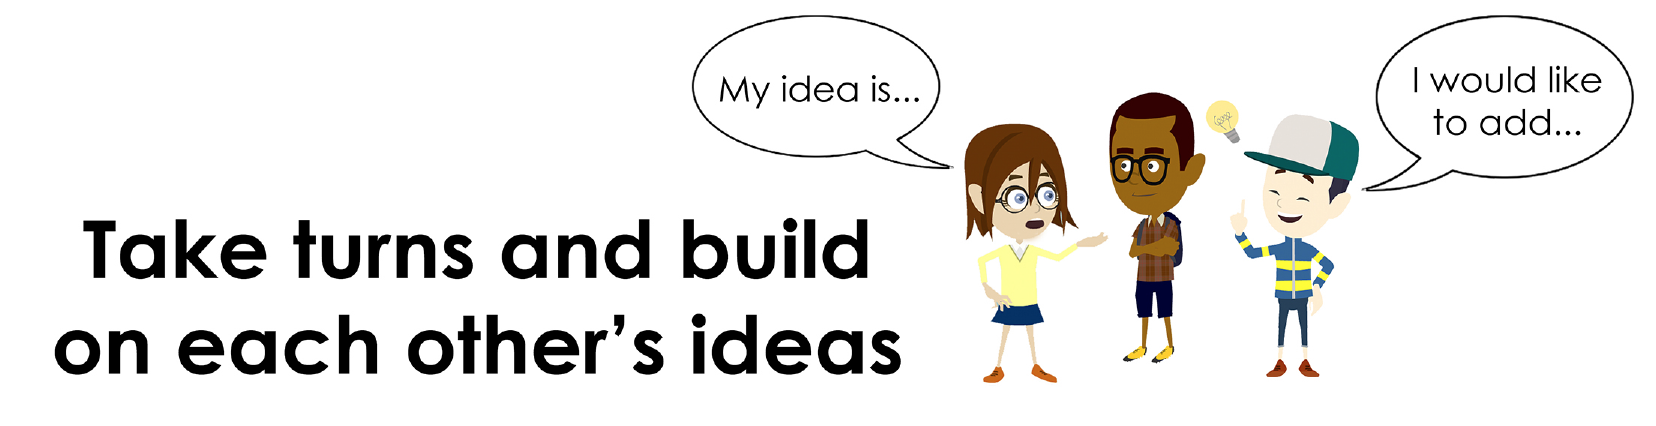 My idea is...
I would like
to add...
Take turns and build
on each other’s ideas